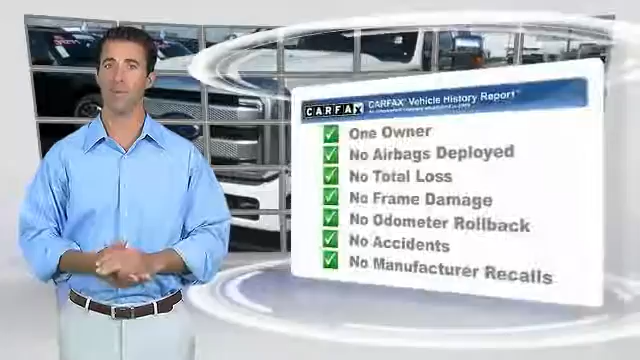 CARFAX CARFAX Vehicle History Report™
One Owner
No Airbags Deployed
No Total Loss
No Frame Damage
No Odometer Rollback
No Accidents
No Manufacturer Recalls